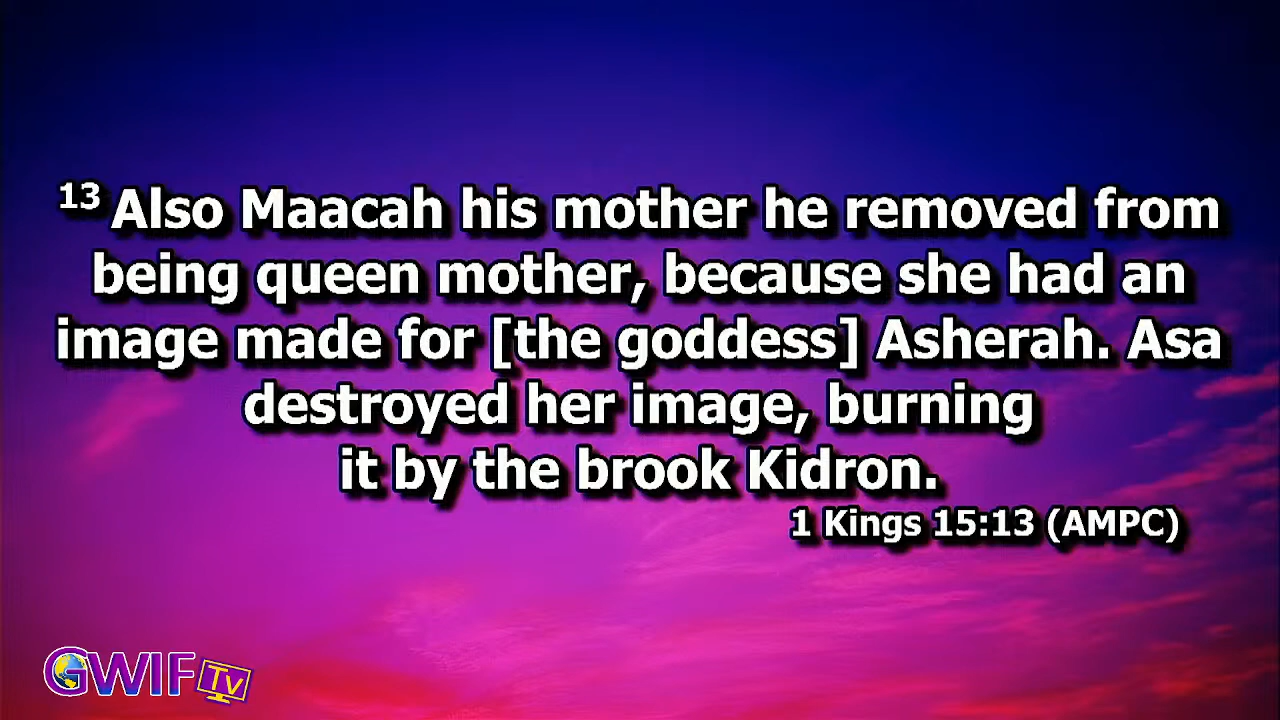 13 Also Maacah his mother he removed from
being queen mother, because she had an
image made for [the goddess] Asherah. Asa
destroyed her image, burning
it by the brook Kidron.
1 Kings 15:13 (AMPC)
GWIF TV